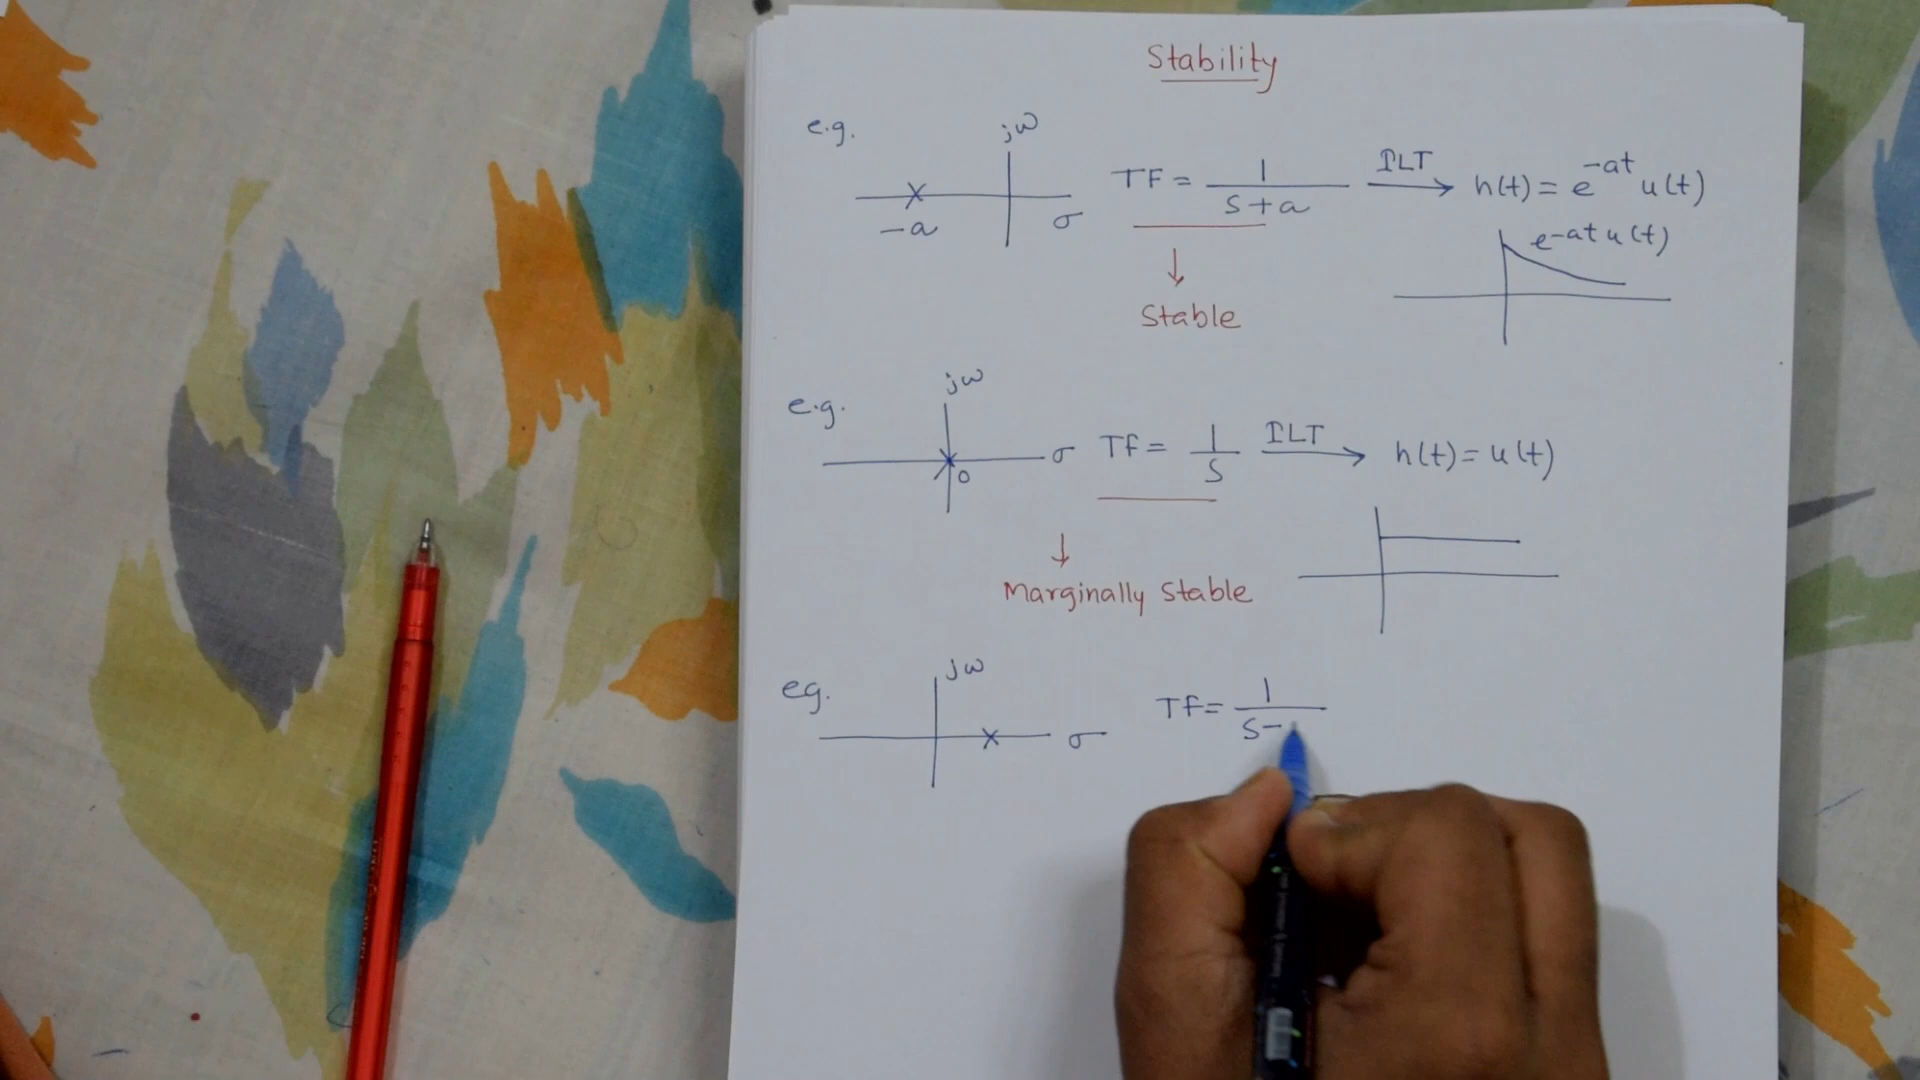 Stability
e.g. jω σ -a TF = 1/(s+a) ILT → h(t) = e^-at u(t)
e^-at u(t)
↓
Stable
e.g. jω σ 0 Tf = 1/s ILT → h(t) = u(t)
↓
Marginally Stable
eg. jω σ Tf = 1/(s-